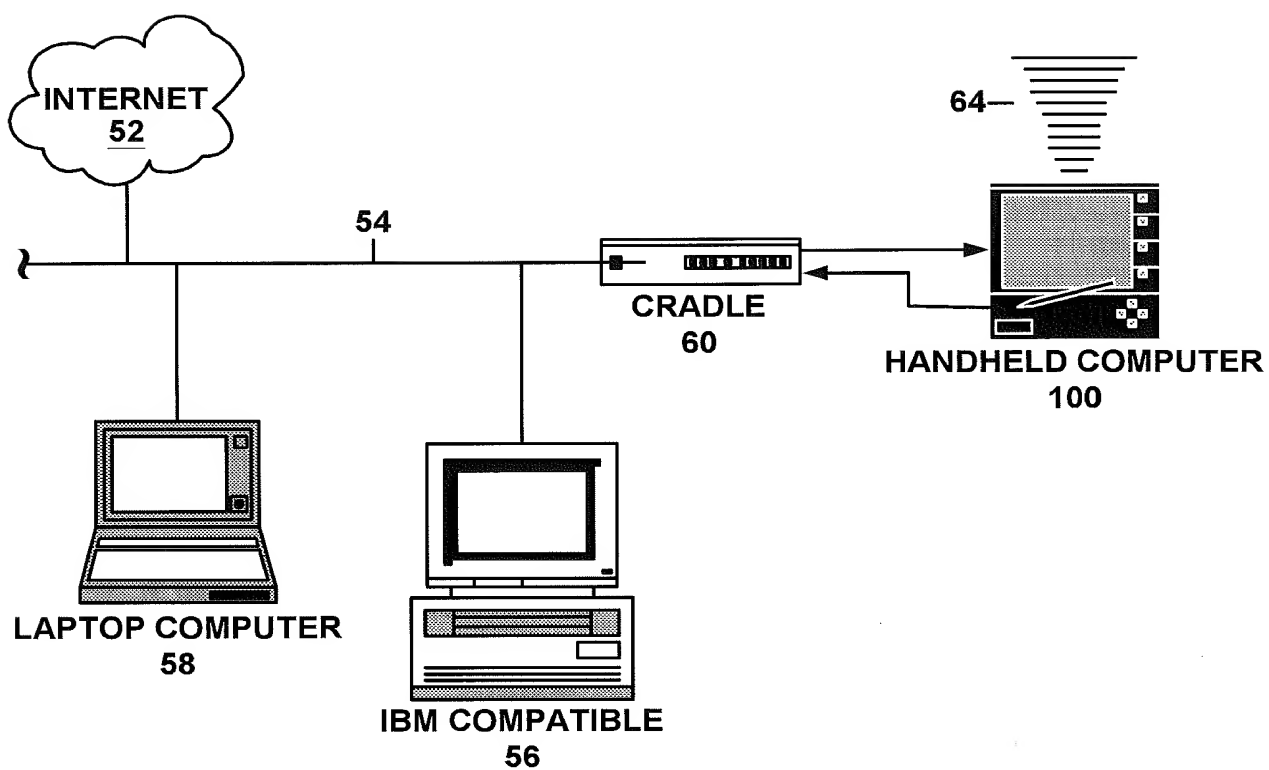 INTERNET
52
64
54
CRADLE
60
HANDHELD COMPUTER
100
LAPTOP COMPUTER
58
IBM COMPATIBLE
56